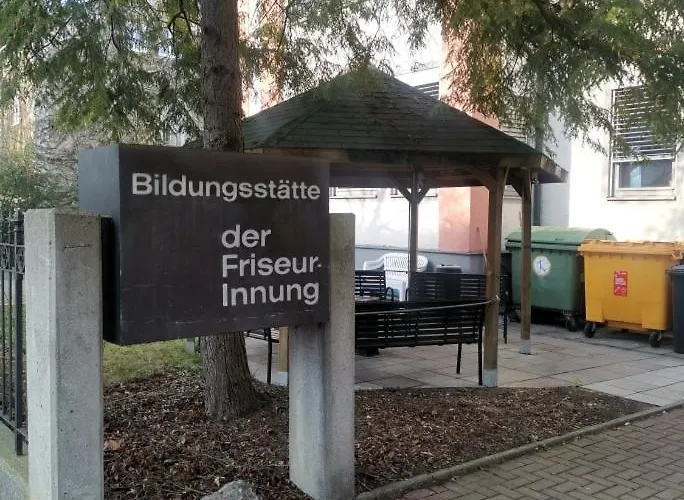 Bildungsstätte
der
Friseur-
Innung